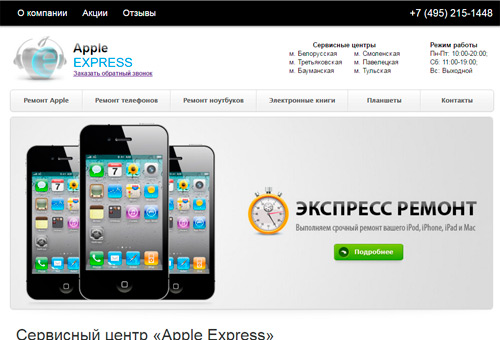 О компании Акции Отзывы +7 (495) 215-1448
Apple
EXPRESS
Заказать обратный звонок
Сервисные центры
м. Белорусская м. Смоленская
м. Третьяковская м. Павелецкая
м. Бауманская м. Тульская
Режим работы
Пн-Пт: 10:00-20:00;
Сб: 11:00-19:00;
Вс: Выходной
Ремонт Apple Ремонт телефонов Ремонт ноутбуков Электронные книги Планшеты Контакты
ЭКСПРЕСС РЕМОНТ
Выполняем срочный ремонт вашего iPod, iPhone, iPad и Mac
Подробнее
Сервисный центр «Apple Express»